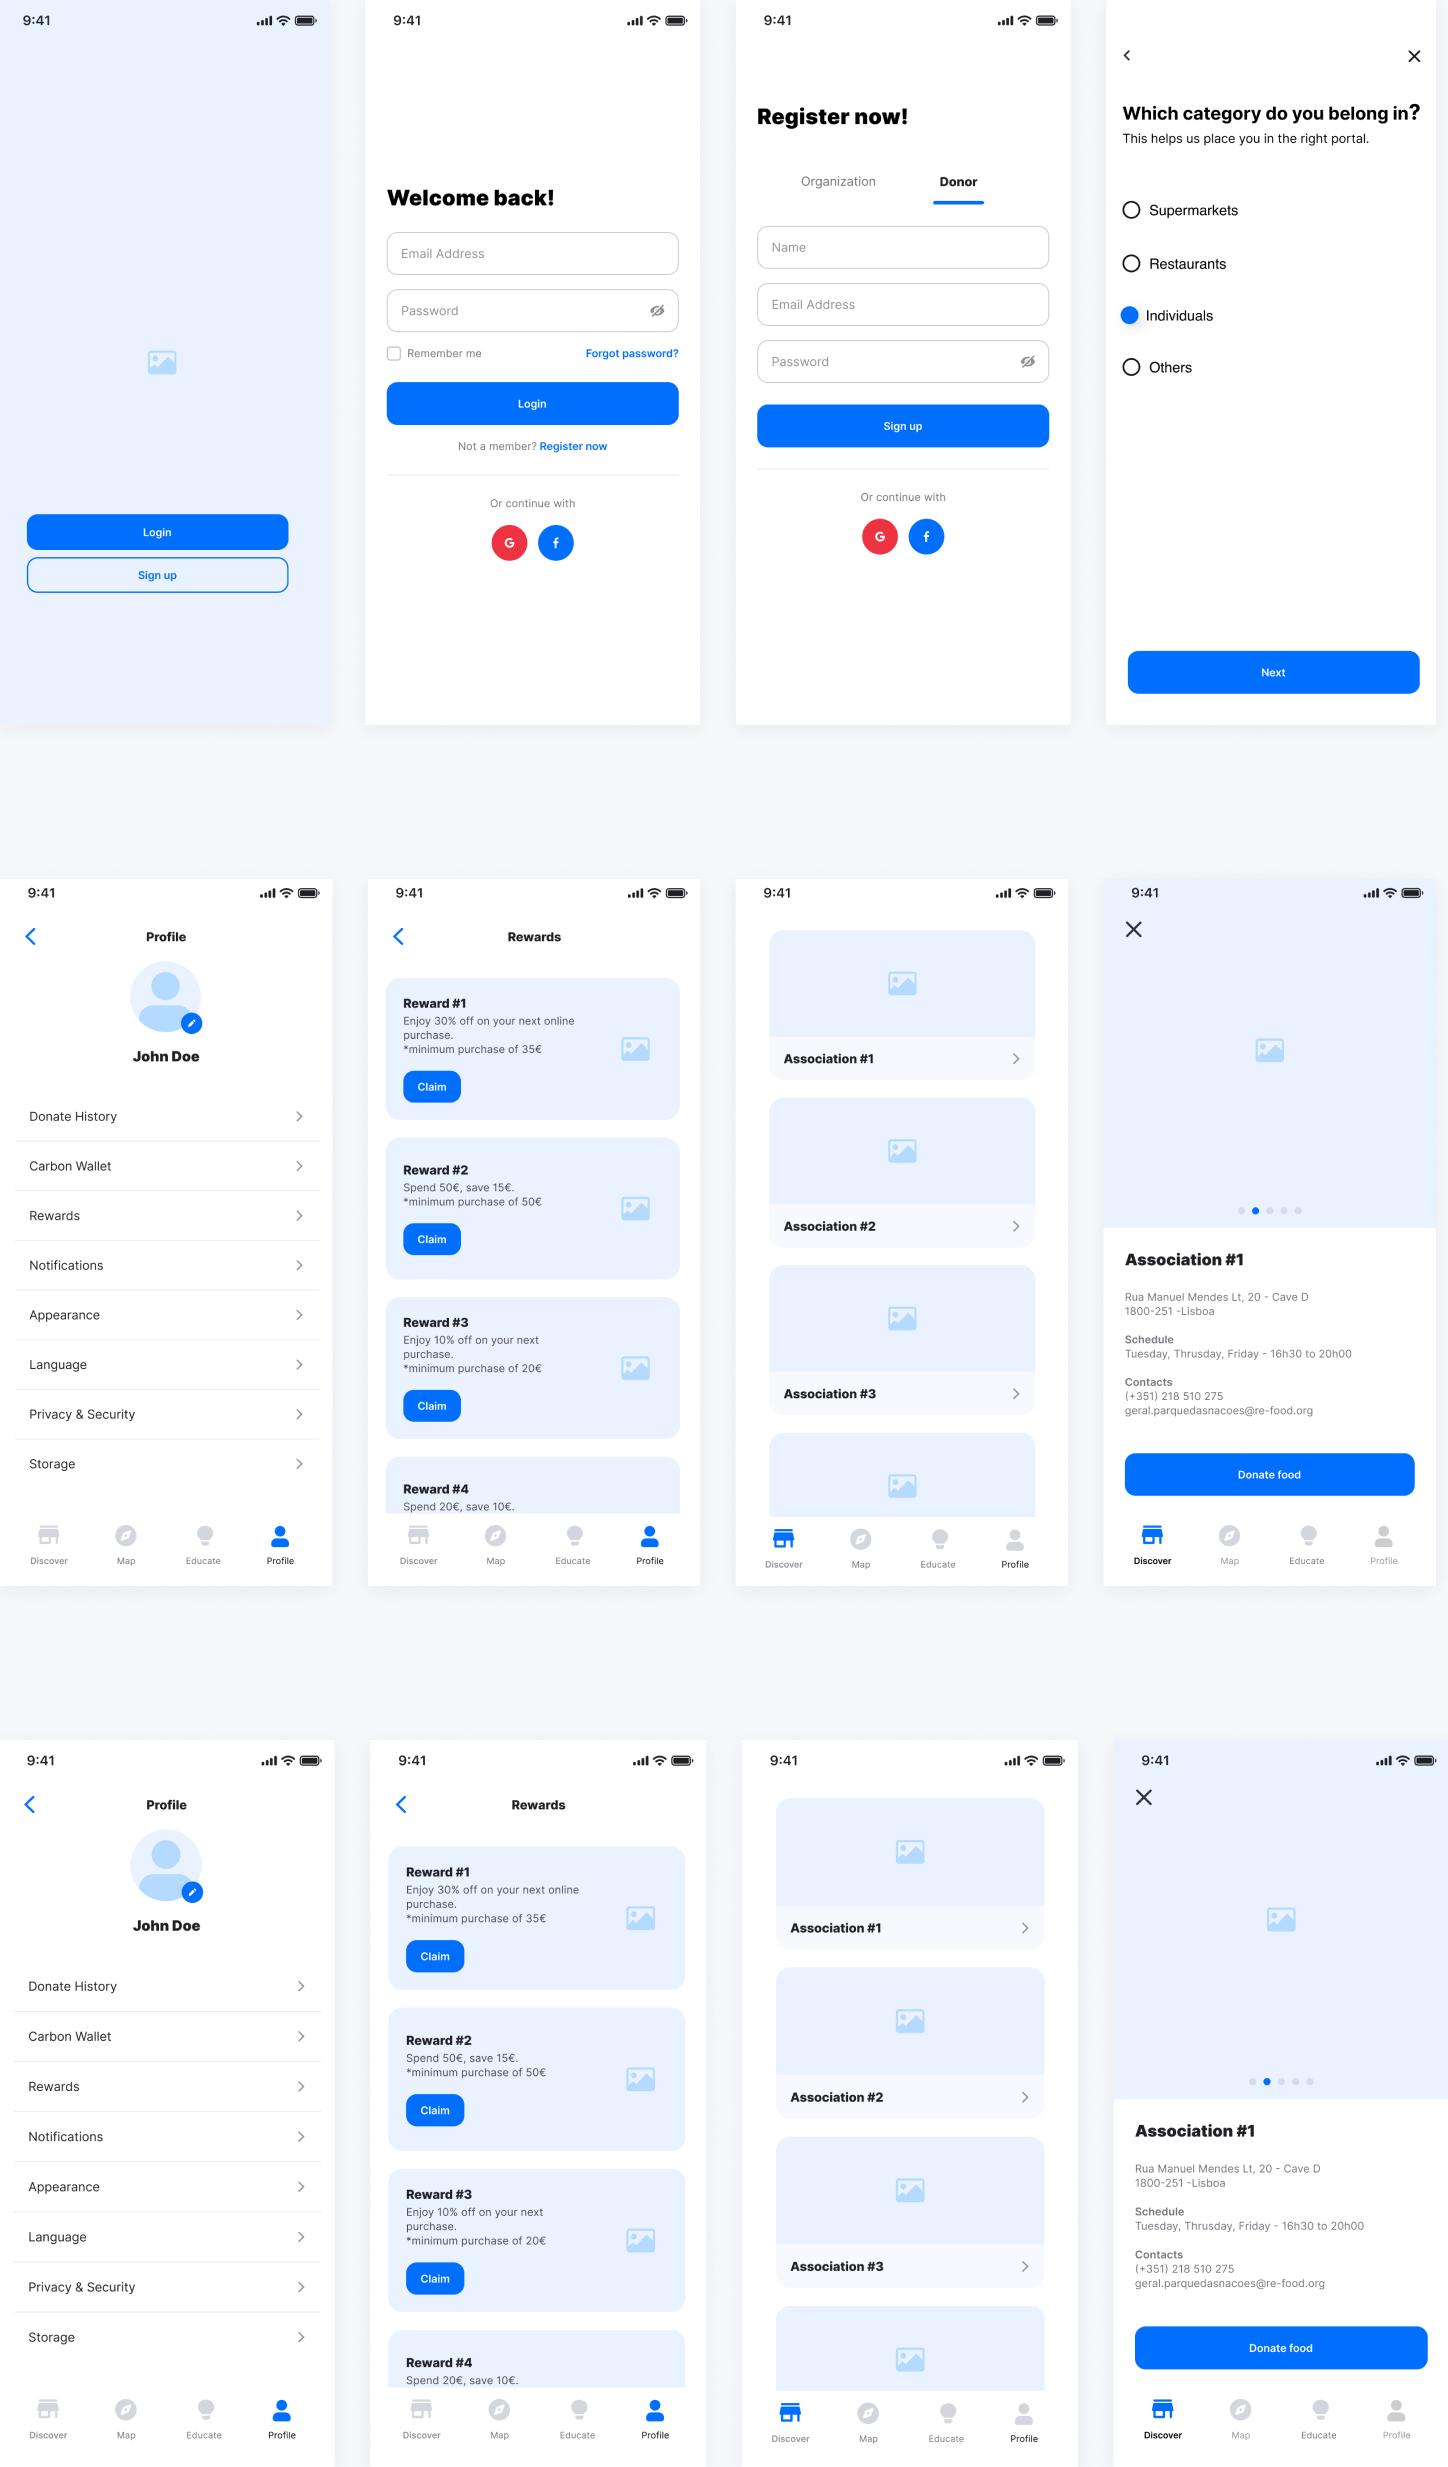 9:41
Login
Sign up
9:41
Welcome back!
Email Address
Password
Remember me
Forgot password?
Login
Not a member? Register now
Or continue with
G
f
9:41
Register now!
Organization
Donor
Name
Email Address
Password
Sign up
Or continue with
G
f
Which category do you belong in?
This helps us place you in the right portal.
Supermarkets
Restaurants
Individuals
Others
Next
9:41
Profile
John Doe
Donate History
Carbon Wallet
Rewards
Notifications
Appearance
Language
Privacy & Security
Storage
Discover
Map
Educate
Profile
9:41
Rewards
Reward #1
Enjoy 30% off on your next online
purchase.
*minimum purchase of 35€
Claim
Reward #2
Spend 50€, save 15€.
*minimum purchase of 50€
Claim
Reward #3
Enjoy 10% off on your next
purchase.
*minimum purchase of 20€
Claim
Reward #4
Spend 20€, save 10€.
Discover
Map
Educate
Profile
9:41
Association #1
Association #2
Association #3
Discover
Map
Educate
Profile
9:41
Association #1
Rua Manuel Mendes Lt, 20 - Cave D
1800-251 -Lisboa
Schedule
Tuesday, Thrusday, Friday - 16h30 to 20h00
Contacts
(+351) 218 510 275
geral.parquedasnacoes@re-food.org
Donate food
Discover
Map
Educate
Profile
9:41
Profile
John Doe
Donate History
Carbon Wallet
Rewards
Notifications
Appearance
Language
Privacy & Security
Storage
Discover
Map
Educate
Profile
9:41
Rewards
Reward #1
Enjoy 30% off on your next online
purchase.
*minimum purchase of 35€
Claim
Reward #2
Spend 50€, save 15€.
*minimum purchase of 50€
Claim
Reward #3
Enjoy 10% off on your next
purchase.
*minimum purchase of 20€
Claim
Reward #4
Spend 20€, save 10€.
Discover
Map
Educate
Profile
9:41
Association #1
Association #2
Association #3
Discover
Map
Educate
Profile
9:41
Association #1
Rua Manuel Mendes Lt, 20 - Cave D
1800-251 -Lisboa
Schedule
Tuesday, Thrusday, Friday - 16h30 to 20h00
Contacts
(+351) 218 510 275
geral.parquedasnacoes@re-food.org
Donate food
Discover
Map
Educate
Profile